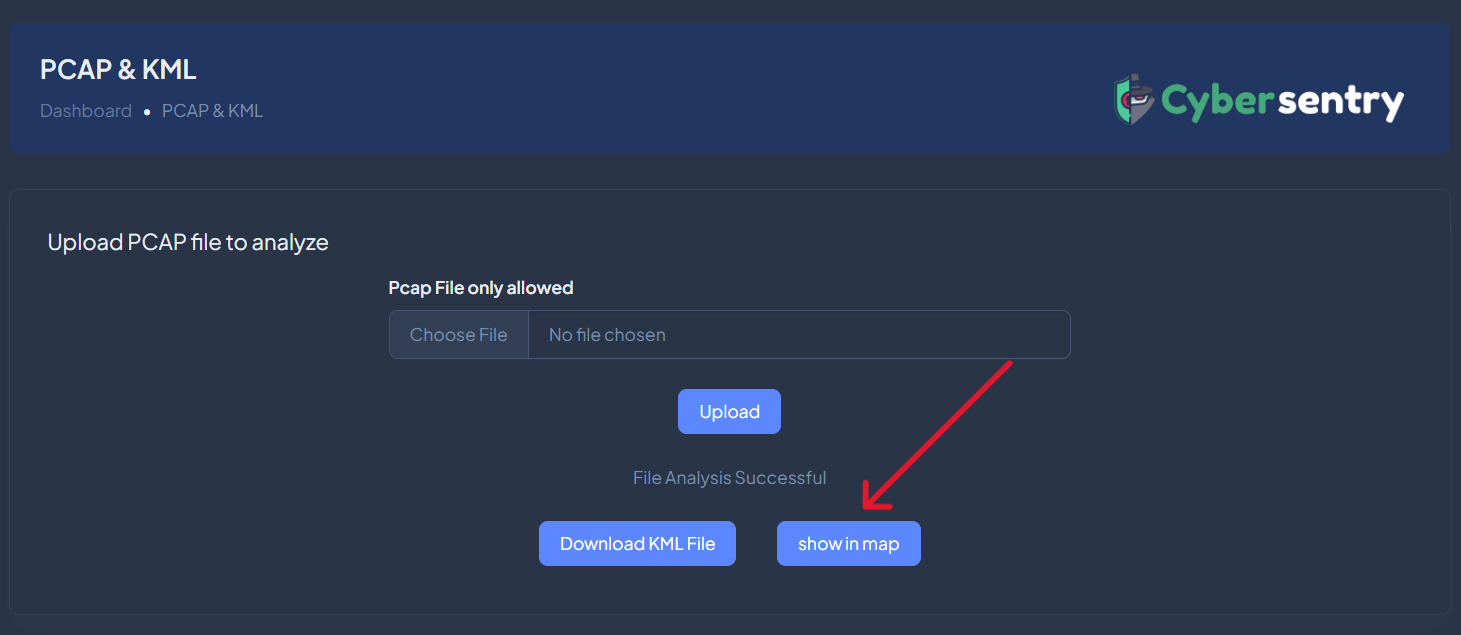 PCAP & KML
Dashboard • PCAP & KML
Cybersentry
Upload PCAP file to analyze
Pcap File only allowed
Choose File No file chosen
Upload
File Analysis Successful
Download KML File show in map